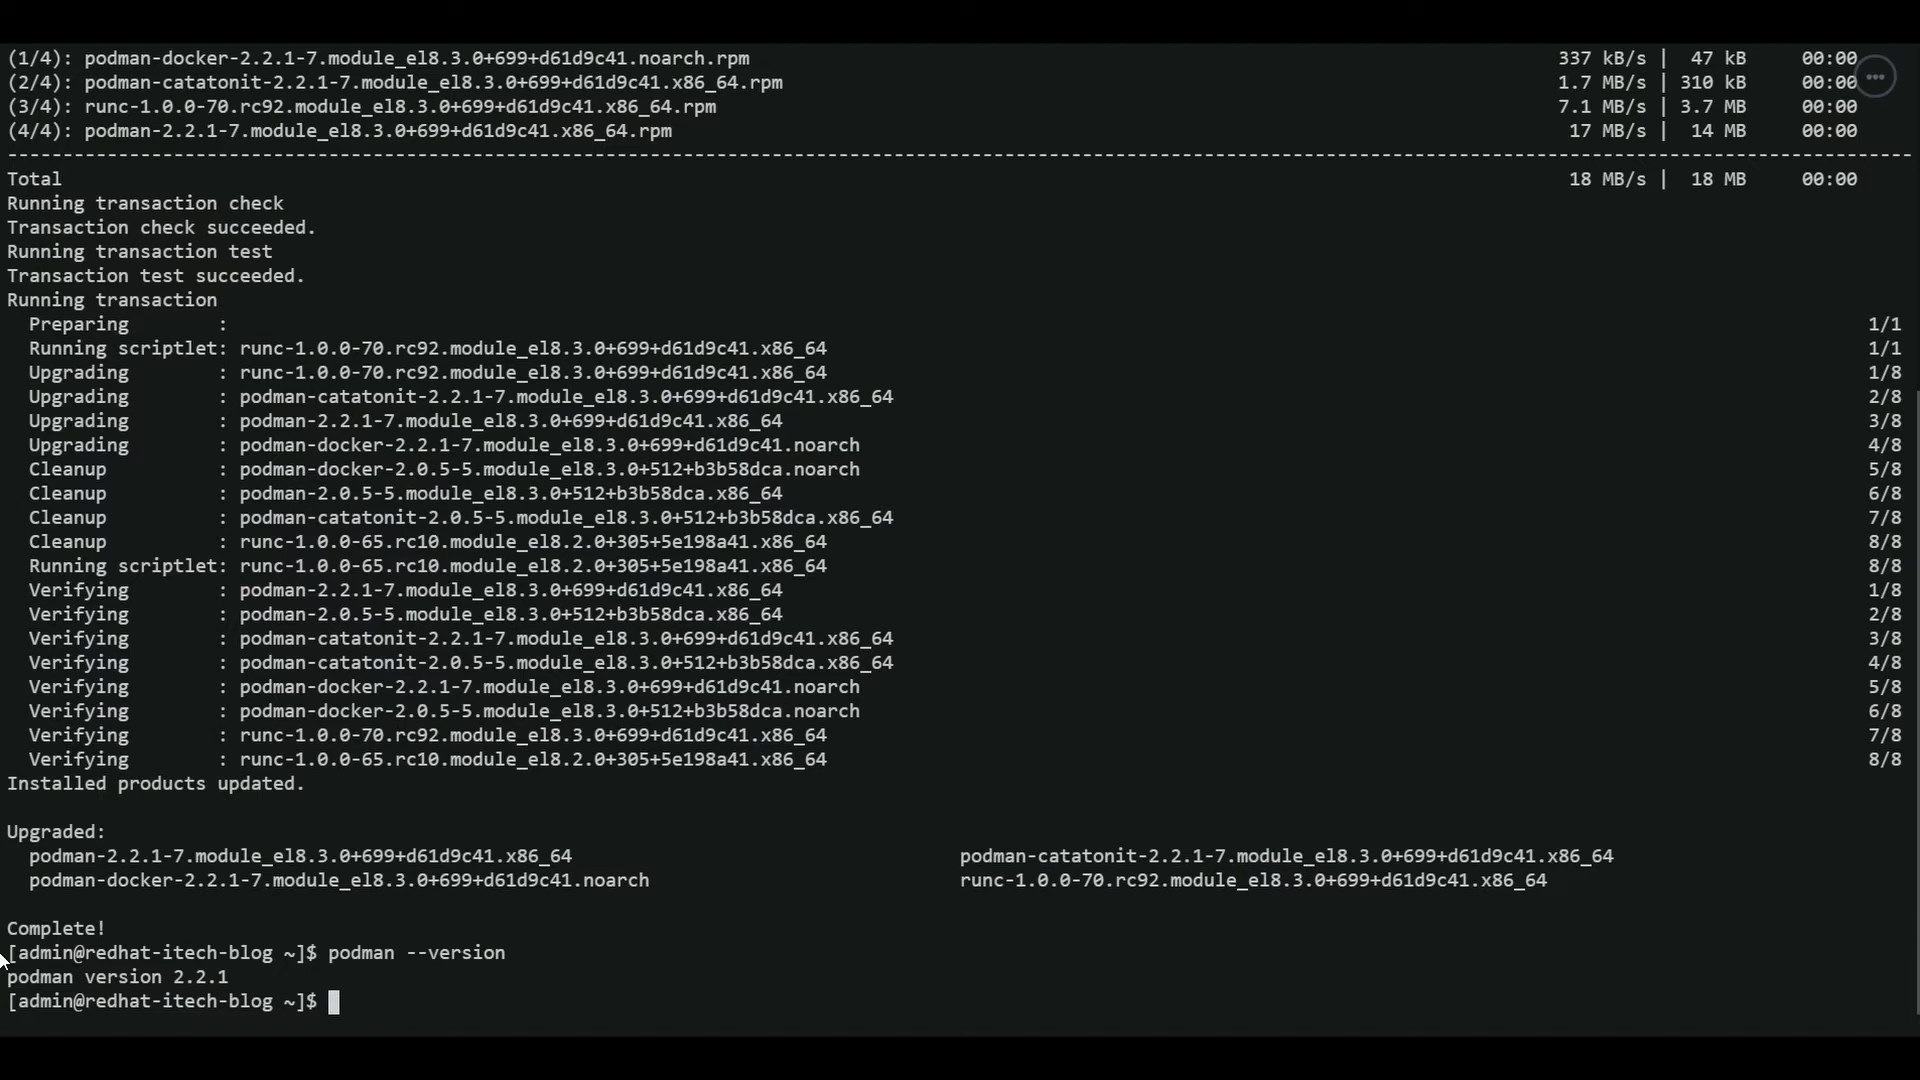 (1/4): podman-docker-2.2.1-7.module_el8.3.0+699+d61d9c41.noarch.rpm 337 kB/s | 47 kB 00:00
(2/4): podman-catatonit-2.2.1-7.module_el8.3.0+699+d61d9c41.x86_64.rpm 1.7 MB/s | 310 kB 00:00
(3/4): runc-1.0.0-70.rc92.module_el8.3.0+699+d61d9c41.x86_64.rpm 7.1 MB/s | 3.7 MB 00:00
(4/4): podman-2.2.1-7.module_el8.3.0+699+d61d9c41.x86_64.rpm 17 MB/s | 14 MB 00:00
--------------------------------------------------------------------------------
Total 18 MB/s | 18 MB 00:00
Running transaction check
Transaction check succeeded.
Running transaction test
Transaction test succeeded.
Running transaction
Preparing : 1/1
Running scriptlet: runc-1.0.0-70.rc92.module_el8.3.0+699+d61d9c41.x86_64 1/1
Upgrading : runc-1.0.0-70.rc92.module_el8.3.0+699+d61d9c41.x86_64 1/8
Upgrading : podman-catatonit-2.2.1-7.module_el8.3.0+699+d61d9c41.x86_64 2/8
Upgrading : podman-2.2.1-7.module_el8.3.0+699+d61d9c41.x86_64 3/8
Upgrading : podman-docker-2.2.1-7.module_el8.3.0+699+d61d9c41.noarch 4/8
Cleanup : podman-docker-2.0.5-5.module_el8.3.0+512+b3b58dca.noarch 5/8
Cleanup : podman-2.0.5-5.module_el8.3.0+512+b3b58dca.x86_64 6/8
Cleanup : podman-catatonit-2.0.5-5.module_el8.3.0+512+b3b58dca.x86_64 7/8
Cleanup : runc-1.0.0-65.rc10.module_el8.2.0+305+5e198a41.x86_64 8/8
Running scriptlet: runc-1.0.0-65.rc10.module_el8.2.0+305+5e198a41.x86_64 8/8
Verifying : podman-2.2.1-7.module_el8.3.0+699+d61d9c41.x86_64 1/8
Verifying : podman-2.0.5-5.module_el8.3.0+512+b3b58dca.x86_64 2/8
Verifying : podman-catatonit-2.2.1-7.module_el8.3.0+699+d61d9c41.x86_64 3/8
Verifying : podman-catatonit-2.0.5-5.module_el8.3.0+512+b3b58dca.x86_64 4/8
Verifying : podman-docker-2.2.1-7.module_el8.3.0+699+d61d9c41.noarch 5/8
Verifying : podman-docker-2.0.5-5.module_el8.3.0+512+b3b58dca.noarch 6/8
Verifying : runc-1.0.0-70.rc92.module_el8.3.0+699+d61d9c41.x86_64 7/8
Verifying : runc-1.0.0-65.rc10.module_el8.2.0+305+5e198a41.x86_64 8/8
Installed products updated.
Upgraded:
podman-2.2.1-7.module_el8.3.0+699+d61d9c41.x86_64 podman-catatonit-2.2.1-7.module_el8.3.0+699+d61d9c41.x86_64
podman-docker-2.2.1-7.module_el8.3.0+699+d61d9c41.noarch runc-1.0.0-70.rc92.module_el8.3.0+699+d61d9c41.x86_64
Complete!
[admin@redhat-itech-blog ~]$ podman --version
podman version 2.2.1
[admin@redhat-itech-blog ~]$